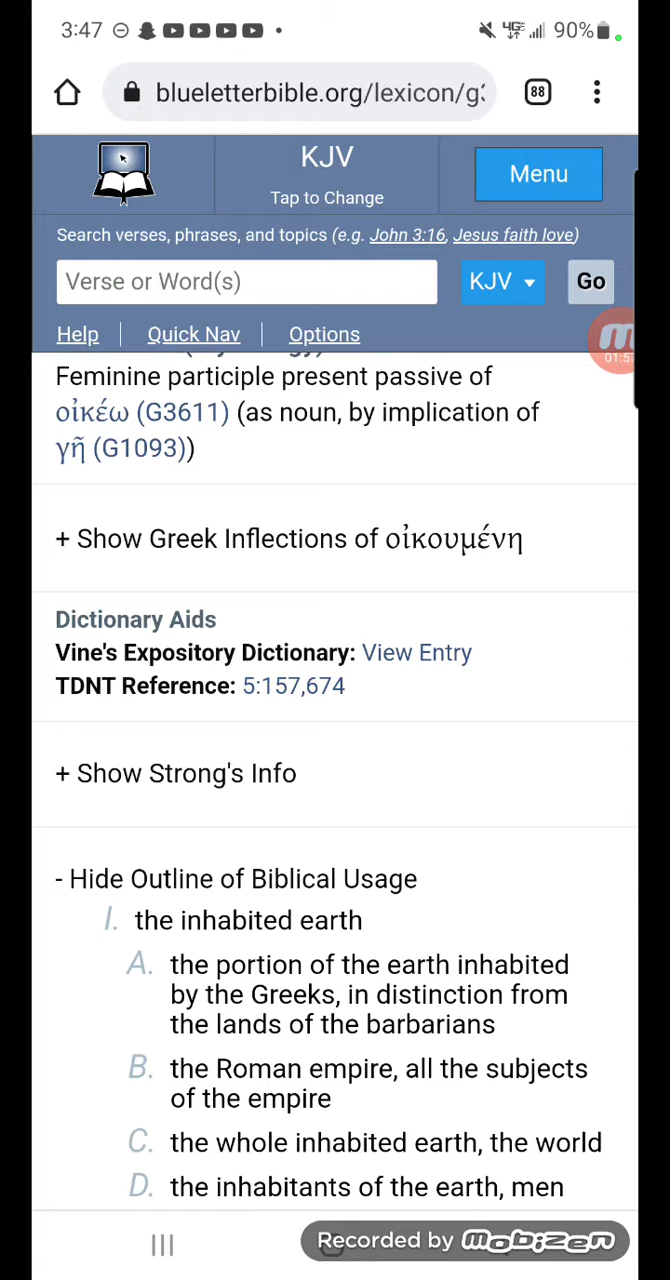 3:47 90%
blueletterbible.org/lexicon/g 88
KJV
Tap to Change
Menu
Search verses, phrases, and topics (e.g. John 3:16, Jesus faith love)
Verse or Word(s) KJV Go
Help Quick Nav Options
01:5
Feminine participle present passive of
οἰκέω (G3611) (as noun, by implication of
γῆ (G1093))
+ Show Greek Inflections of οἰκουμένη
Dictionary Aids
Vine's Expository Dictionary: View Entry
TDNT Reference: 5:157,674
+ Show Strong's Info
- Hide Outline of Biblical Usage
I. the inhabited earth
A. the portion of the earth inhabited
by the Greeks, in distinction from
the lands of the barbarians
B. the Roman empire, all the subjects
of the empire
C. the whole inhabited earth, the world
D. the inhabitants of the earth, men
Recorded by mobizen